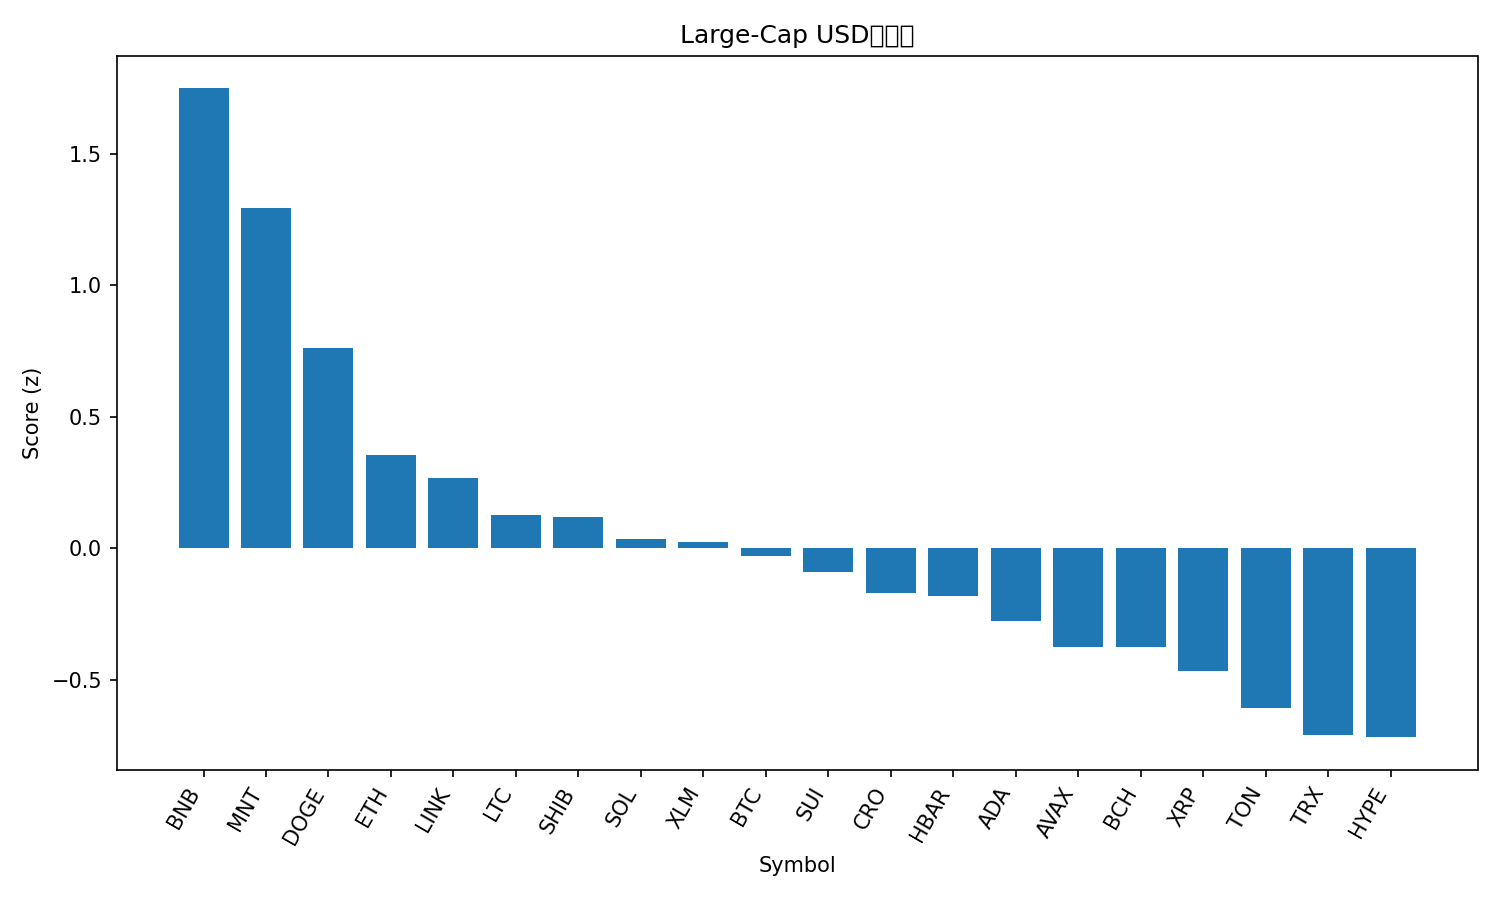 Large-Cap USD
Score (z)
1.5
1.0
0.5
0.0
−0.5
BNB
MNT
DOGE
ETH
LINK
LTC
SHIB
SOL
XLM
BTC
SUI
CRO
HBAR
ADA
AVAX
BCH
XRP
TON
TRX
HYPE
Symbol